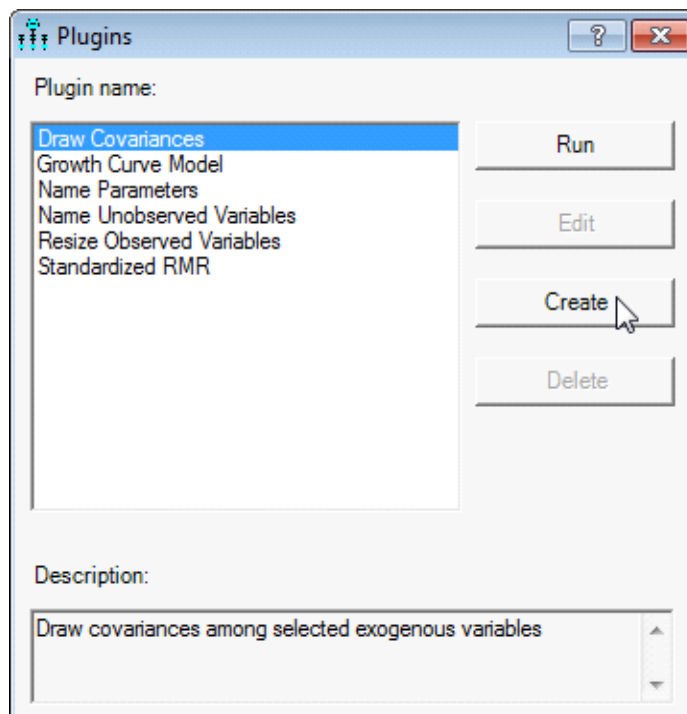 Plugins
Plugin name:
Draw Covariances
Growth Curve Model
Name Parameters
Name Unobserved Variables
Resize Observed Variables
Standardized RMR
Run
Edit
Create
Delete
Description:
Draw covariances among selected exogenous variables